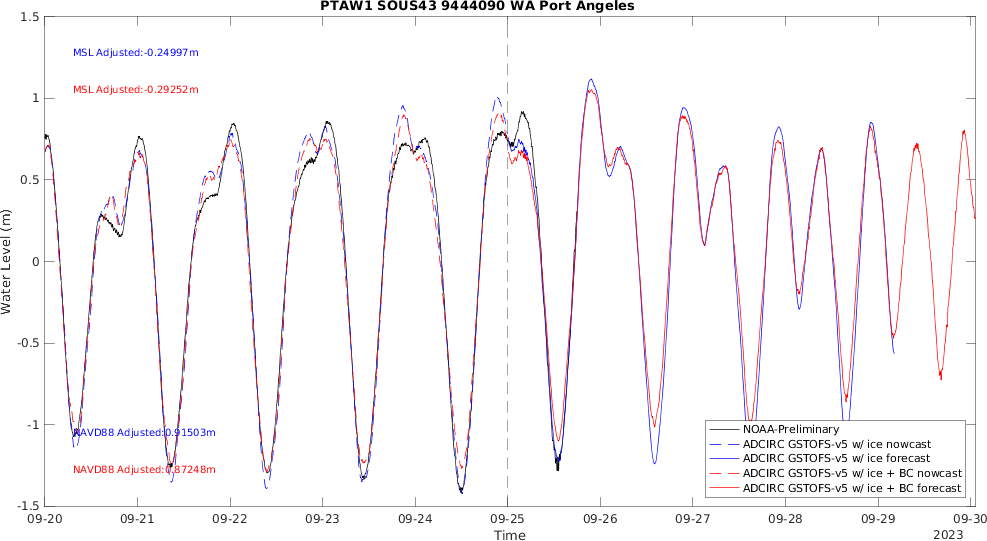 PTAW1 SOUS43 9444090 WA Port Angeles
1.5
MSL Adjusted:-0.24997m
MSL Adjusted:-0.29252m
1
0.5
0
-0.5
-1
-1.5
Water Level (m)
NAVD88 Adjusted:0.91503m
NAVD88 Adjusted:0.87248m
NOAA-Preliminary
ADCIRC GSTOFS-v5 w/ ice nowcast
ADCIRC GSTOFS-v5 w/ ice forecast
ADCIRC GSTOFS-v5 w/ ice + BC nowcast
ADCIRC GSTOFS-v5 w/ ice + BC forecast
09-20 09-21 09-22 09-23 09-24 09-25 09-26 09-27 09-28 09-29 09-30
Time
2023